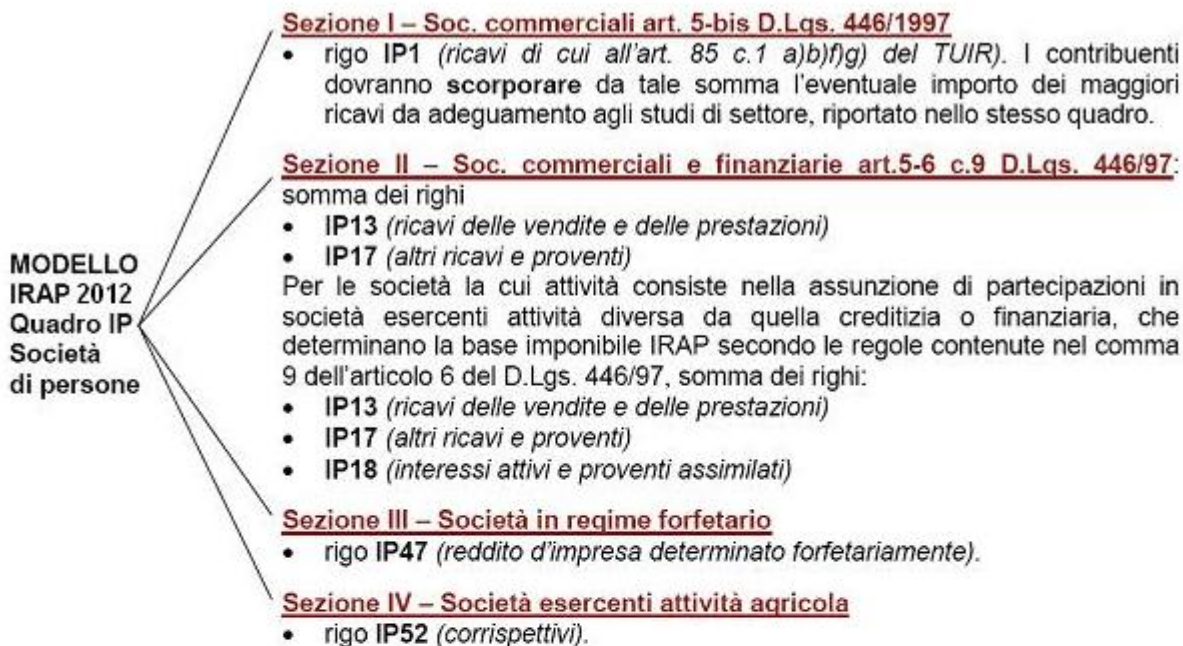 MODELLO
IRAP 2012
Quadro IP
Società
di persone
Sezione I – Soc. commerciali art. 5-bis D.Lgs. 446/1997
• rigo IP1 (ricavi di cui all'art. 85 c.1 a)b)f)g) del TUIR). I contribuenti
dovranno scorporare da tale somma l'eventuale importo dei maggiori
ricavi da adeguamento agli studi di settore, riportato nello stesso quadro.
Sezione II – Soc. commerciali e finanziarie art.5-6 c.9 D.Lgs. 446/97:
somma dei righi
• IP13 (ricavi delle vendite e delle prestazioni)
• IP17 (altri ricavi e proventi)
Per le società la cui attività consiste nella assunzione di partecipazioni in
società esercenti attività diversa da quella creditizia o finanziaria, che
determinano la base imponibile IRAP secondo le regole contenute nel comma
9 dell'articolo 6 del D.Lgs. 446/97, somma dei righi:
• IP13 (ricavi delle vendite e delle prestazioni)
• IP17 (altri ricavi e proventi)
• IP18 (interessi attivi e proventi assimilati)
Sezione III – Società in regime forfetario
• rigo IP47 (reddito d'impresa determinato forfetariamente).
Sezione IV – Società esercenti attività agricola
• rigo IP52 (corrispettivi).